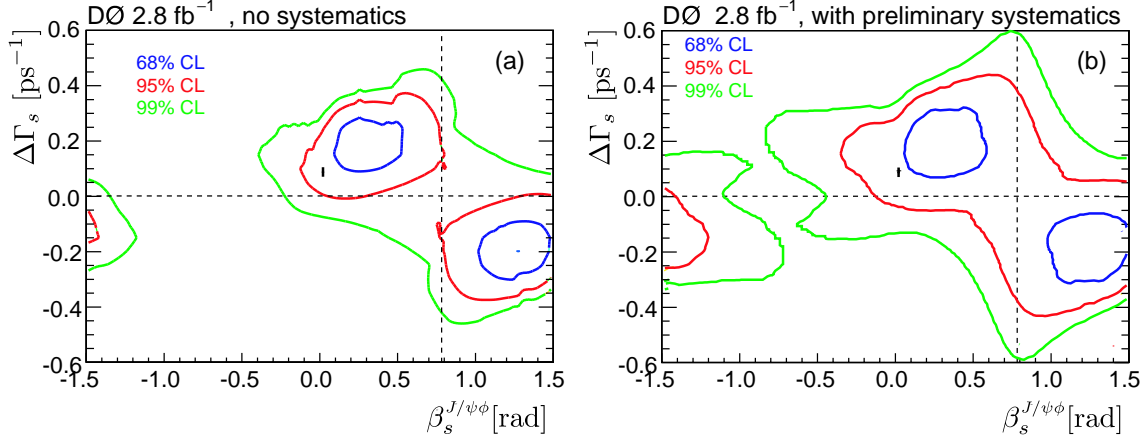 DØ 2.8 fb⁻¹ , no systematics
ΔΓₛ [ps⁻¹]
0.6
0.4
0.2
0.0
-0.2
-0.4
-0.6
68% CL
95% CL
99% CL
(a)
-1.5 -1.0 -0.5 0.0 0.5 1.0 1.5
βₛ^{J/ψϕ} [rad]
DØ 2.8 fb⁻¹, with preliminary systematics
ΔΓₛ [ps⁻¹]
0.6
0.4
0.2
0.0
-0.2
-0.4
-0.6
68% CL
95% CL
99% CL
(b)
-1.5 -1.0 -0.5 0.0 0.5 1.0 1.5
βₛ^{J/ψϕ} [rad]